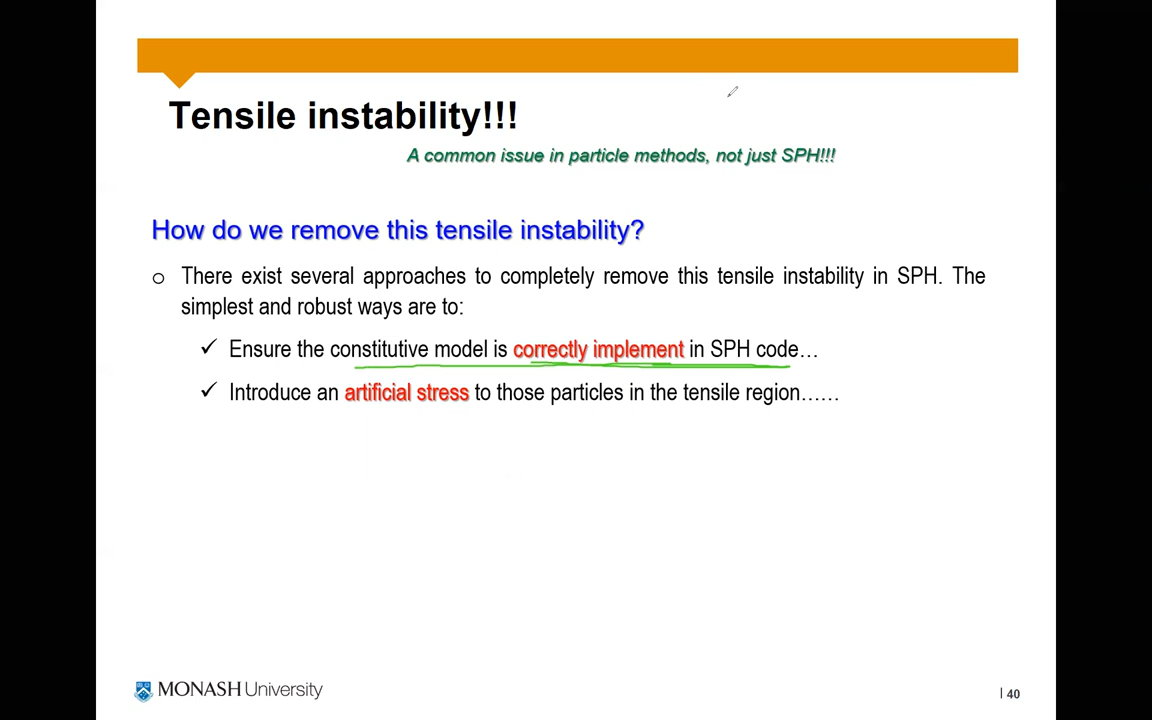 Tensile instability!!!
A common issue in particle methods, not just SPH!!!
How do we remove this tensile instability?
o There exist several approaches to completely remove this tensile instability in SPH. The
simplest and robust ways are to:
✓ Ensure the constitutive model is correctly implement in SPH code…
✓ Introduce an artificial stress to those particles in the tensile region……
MONASH University
| 40